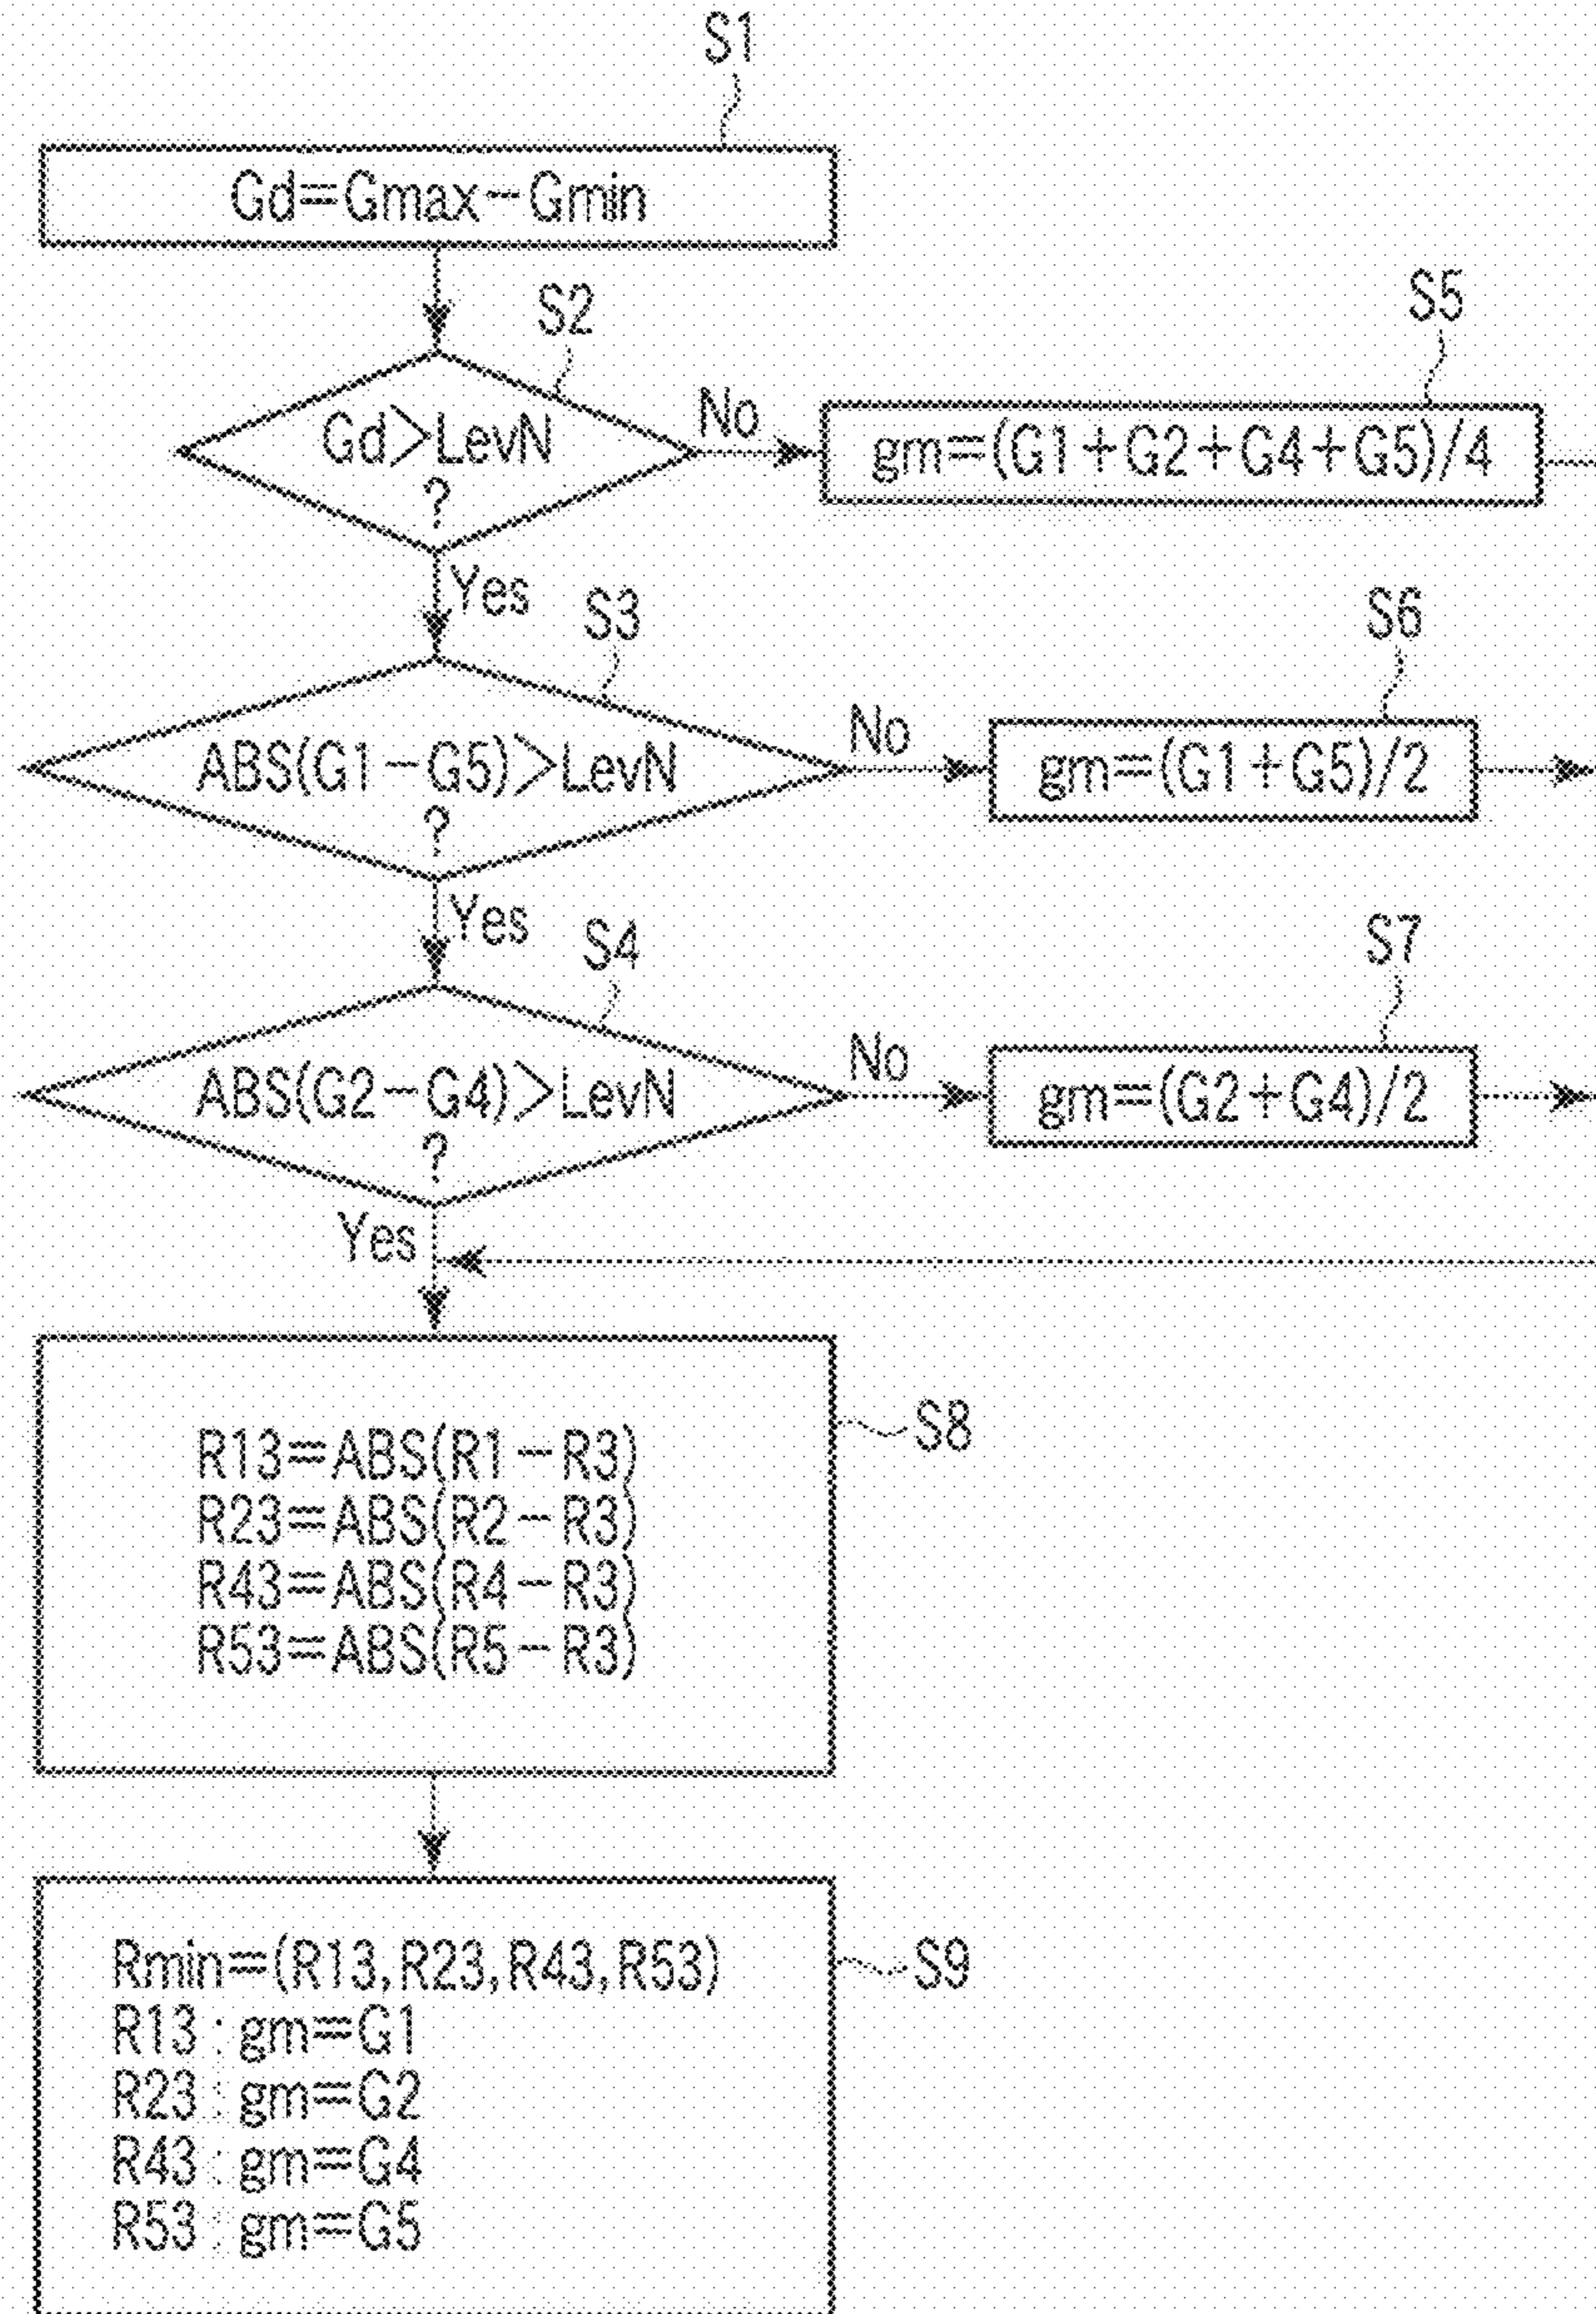 S1
Gd=Gmax-Gmin
S2
Gd>LevN
?
No
S5
gm=(G1+G2+G4+G5)/4
Yes
S3
ABS(G1-G5)>LevN
?
No
S6
gm=(G1+G5)/2
Yes
S4
ABS(G2-G4)>LevN
?
No
S7
gm=(G2+G4)/2
Yes
R13=ABS(R1-R3)
R23=ABS(R2-R3)
R43=ABS(R4-R3)
R53=ABS(R5-R3)
S8
Rmin=(R13,R23,R43,R53)
R13 : gm=G1
R23 : gm=G2
R43 : gm=G4
R53 : gm=G5
S9